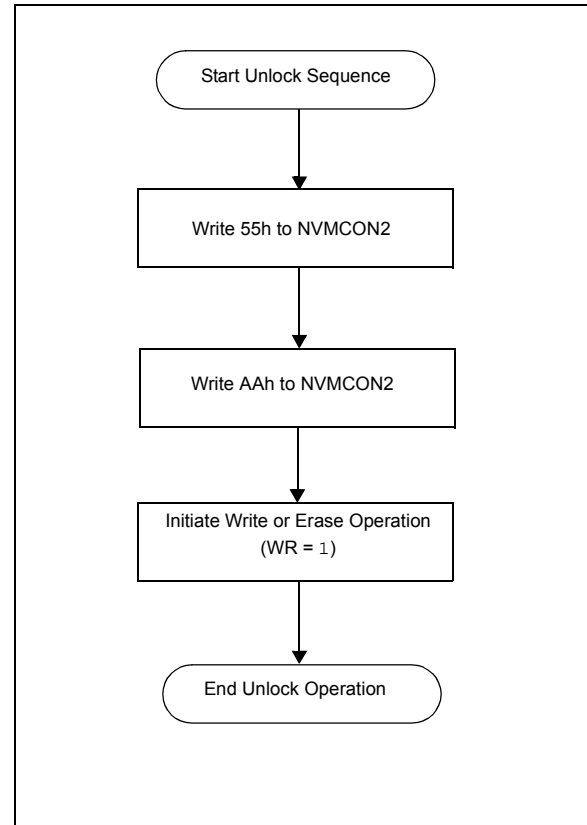 Start Unlock Sequence
Write 55h to NVMCON2
Write AAh to NVMCON2
Initiate Write or Erase Operation
(WR = 1)
End Unlock Operation